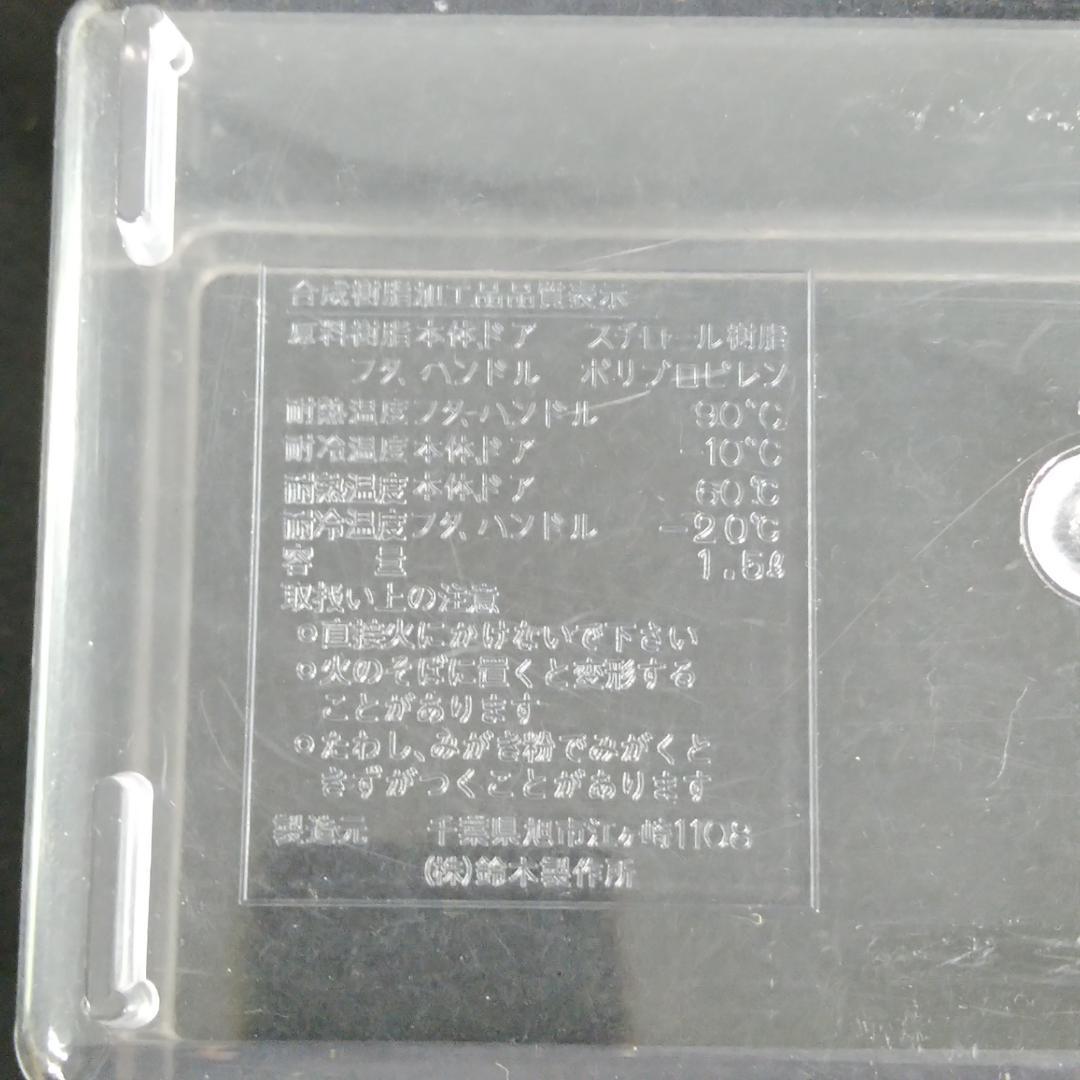 合成樹脂加工品品質表示
原料樹脂 本体ドア スチロール樹脂
フタ、ハンドル ポリプロピレン
耐熱温度 フタ、ハンドル 90℃
耐冷温度 本体ドア 10℃
耐熱温度 本体ドア 60℃
耐冷温度 フタ、ハンドル −20℃
容 量 1.5ℓ
取扱い上の注意
○直接火にかけないで下さい
○火のそばに置くと変形する
ことがあります
○たわし、みがき粉でみがくと
きずがつくことがあります
製造元 千葉県旭市江ヶ崎1108
(株)鈴木製作所